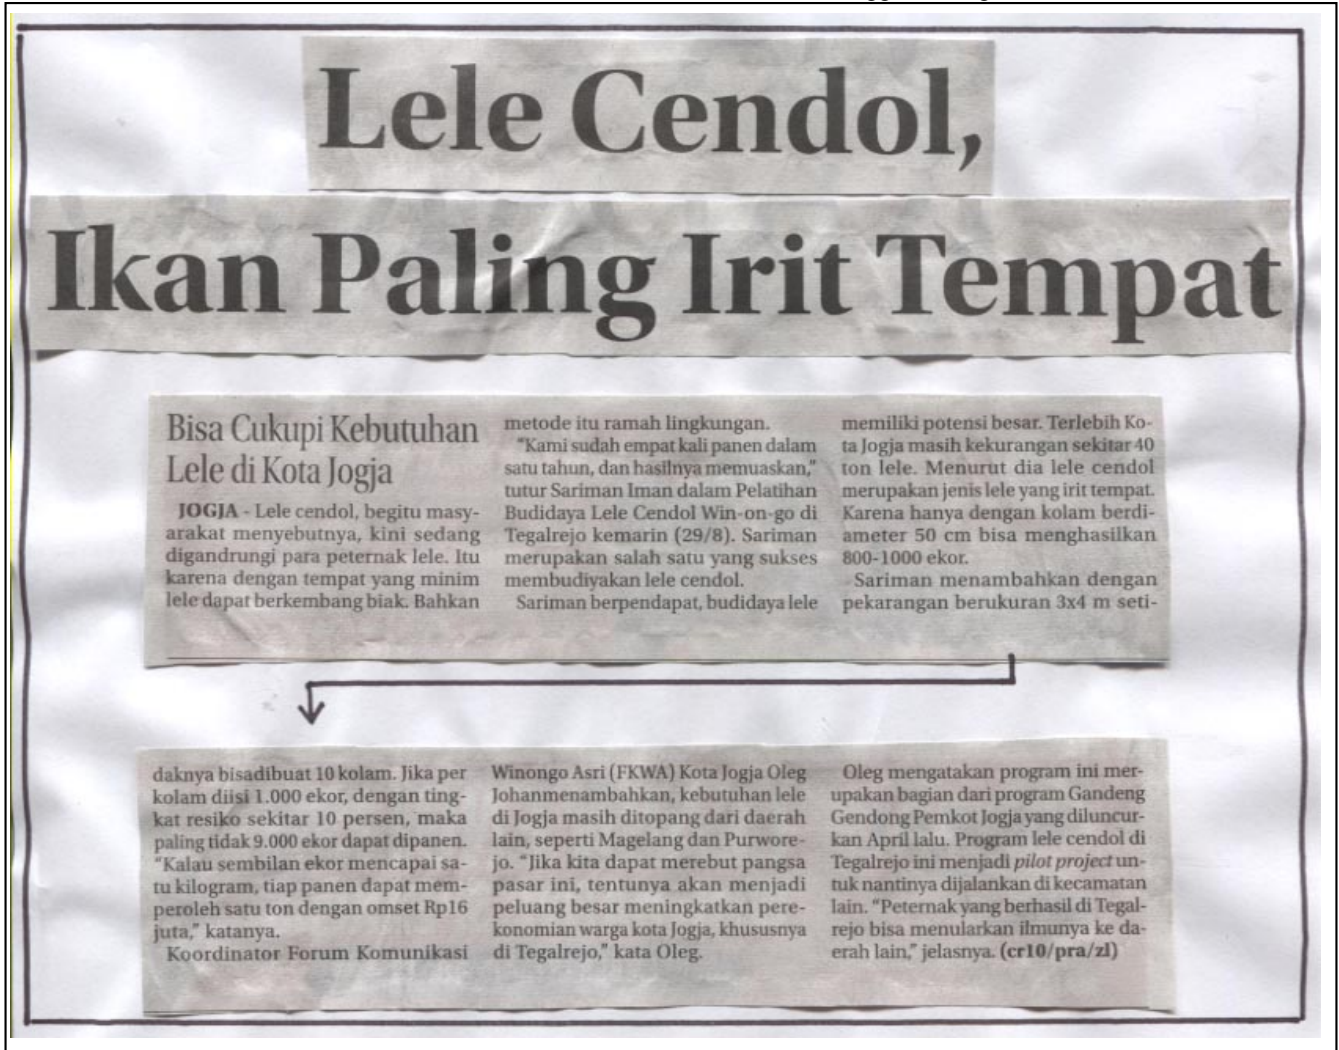 Lele Cendol,
Ikan Paling Irit Tempat
Bisa Cukupi Kebutuhan
Lele di Kota Jogja
JOGJA - Lele cendol, begitu masy-
arakat menyebutnya, kini sedang
digandrungi para peternak lele. Itu
karena dengan tempat yang minim
lele dapat berkembang biak. Bahkan
metode itu ramah lingkungan.
"Kami sudah empat kali panen dalam
satu tahun, dan hasilnya memuaskan,"
tutur Sariman Iman dalam Pelatihan
Budidaya Lele Cendol Win-on-go di
Tegalrejo kemarin (29/8). Sariman
merupakan salah satu yang sukses
membudiyakan lele cendol.
Sariman berpendapat, budidaya lele
memiliki potensi besar. Terlebih Ko-
ta Jogja masih kekurangan sekitar 40
ton lele. Menurut dia lele cendol
merupakan jenis lele yang irit tempat.
Karena hanya dengan kolam berdi-
ameter 50 cm bisa menghasilkan
800-1000 ekor.
Sariman menambahkan dengan
pekarangan berukuran 3x4 m seti-
daknya bisadibuat 10 kolam. Jika per
kolam diisi 1.000 ekor, dengan ting-
kat resiko sekitar 10 persen, maka
paling tidak 9.000 ekor dapat dipanen.
"Kalau sembilan ekor mencapai sa-
tu kilogram, tiap panen dapat mem-
peroleh satu ton dengan omset Rp16
juta," katanya.
Koordinator Forum Komunikasi
Winongo Asri (FKWA) Kota Jogja Oleg
Johanmenambahkan, kebutuhan lele
di Jogja masih ditopang dari daerah
lain, seperti Magelang dan Purwore-
jo. "Jika kita dapat merebut pangsa
pasar ini, tentunya akan menjadi
peluang besar meningkatkan pere-
konomian warga kota Jogja, khususnya
di Tegalrejo," kata Oleg.
Oleg mengatakan program ini mer-
upakan bagian dari program Gandeng
Gendong Pemkot Jogja yang diluncur-
kan April lalu. Program lele cendol di
Tegalrejo ini menjadi pilot project un-
tuk nantinya dijalankan di kecamatan
lain. "Peternak yang berhasil di Tegal-
rejo bisa menularkan ilmunya ke da-
erah lain," jelasnya. (cr10/pra/zl)